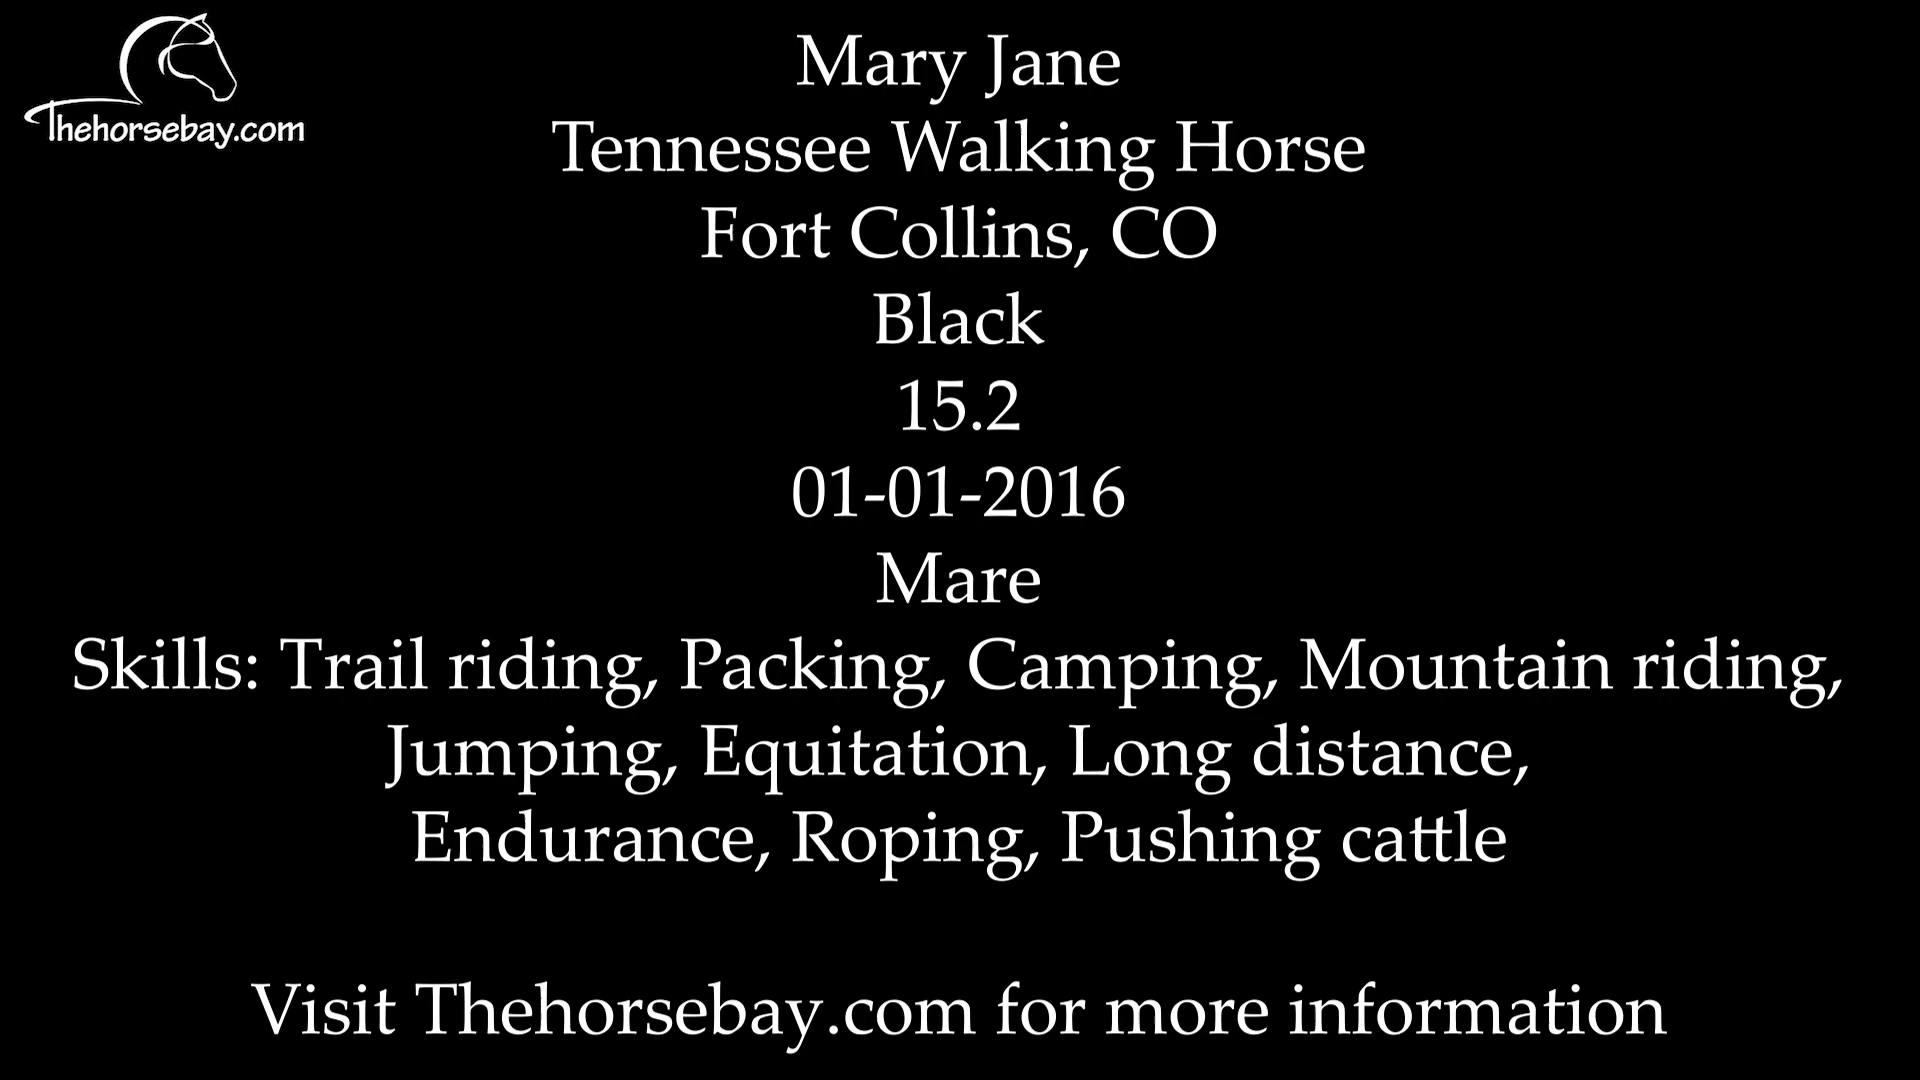 Thehorsebay.com
Mary Jane
Tennessee Walking Horse
Fort Collins, CO
Black
15.2
01-01-2016
Mare
Skills: Trail riding, Packing, Camping, Mountain riding,
Jumping, Equitation, Long distance,
Endurance, Roping, Pushing cattle
Visit Thehorsebay.com for more information